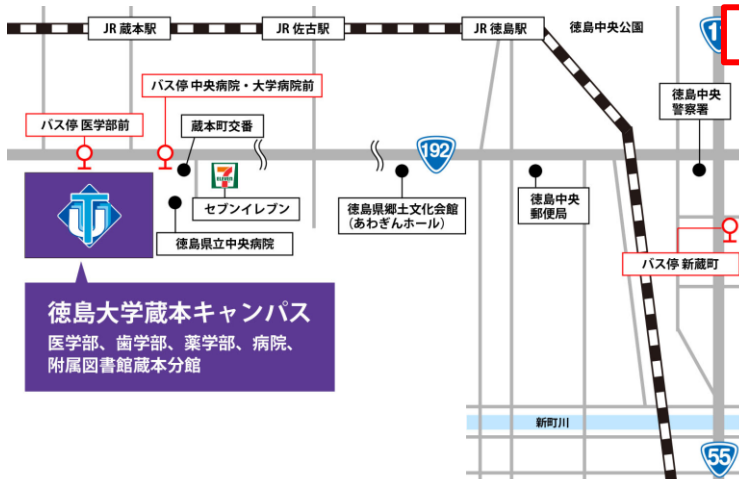 JR 蔵本駅
JR 佐古駅
JR 徳島駅
徳島中央公園
バス停 中央病院・大学病院前
徳島中央
警察署
バス停 医学部前
蔵本町交番
192
7
ELEVEn
セブンイレブン
徳島県郷土文化会館
(あわぎんホール)
徳島中央
郵便局
徳島県立中央病院
バス停 新蔵町
徳島大学蔵本キャンパス
医学部、歯学部、薬学部、病院、
附属図書館蔵本分館
新町川
55